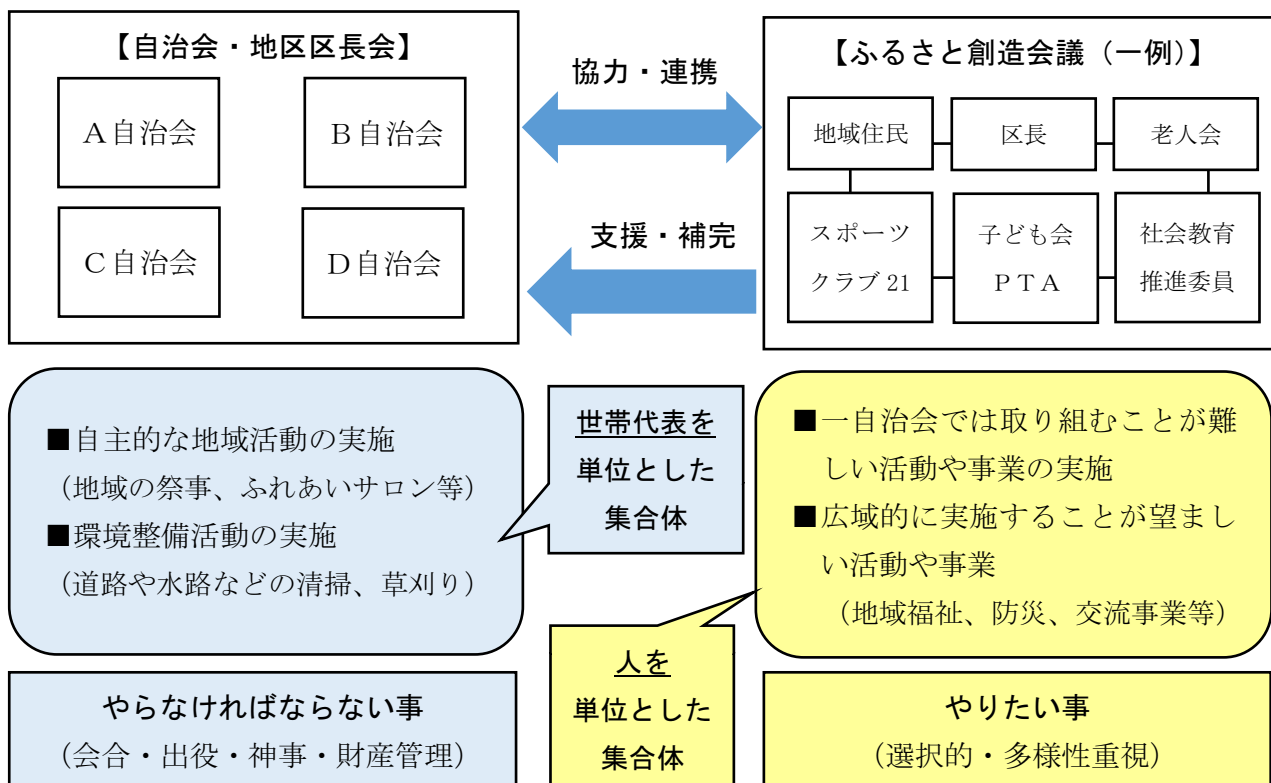 【自治会・地区区長会】
A自治会
B自治会
C自治会
D自治会
協力・連携
支援・補完
【ふるさと創造会議（一例）】
地域住民
区長
老人会
スポーツ
クラブ21
子ども会
ＰＴＡ
社会教育
推進委員
■自主的な地域活動の実施
（地域の祭事、ふれあいサロン等）
■環境整備活動の実施
（道路や水路などの清掃、草刈り）
世帯代表を
単位とした
集合体
■一自治会では取り組むことが難
しい活動や事業の実施
■広域的に実施することが望まし
い活動や事業
（地域福祉、防災、交流事業等）
人を
単位とした
集合体
やらなければならない事
（会合・出役・神事・財産管理）
やりたい事
（選択的・多様性重視）